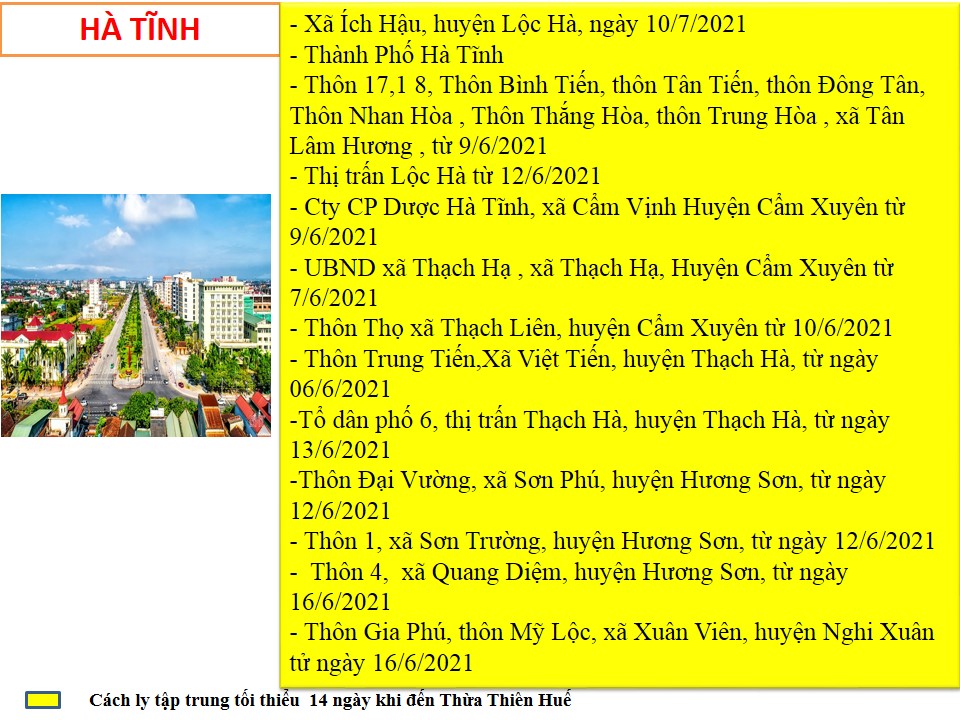 HÀ TĨNH
- Xã Ích Hậu, huyện Lộc Hà, ngày 10/7/2021
- Thành Phố Hà Tĩnh
- Thôn 17,1 8, Thôn Bình Tiến, thôn Tân Tiến, thôn Đông Tân,
Thôn Nhan Hòa , Thôn Thắng Hòa, thôn Trung Hòa , xã Tân
Lâm Hương , từ 9/6/2021
- Thị trấn Lộc Hà từ 12/6/2021
- Cty CP Dược Hà Tĩnh, xã Cẩm Vịnh Huyện Cẩm Xuyên từ
9/6/2021
- UBND xã Thạch Hạ , xã Thạch Hạ, Huyện Cẩm Xuyên từ
7/6/2021
- Thôn Thọ xã Thạch Liên, huyện Cẩm Xuyên từ 10/6/2021
- Thôn Trung Tiến,Xã Việt Tiến, huyện Thạch Hà, từ ngày
06/6/2021
-Tổ dân phố 6, thị trấn Thạch Hà, huyện Thạch Hà, từ ngày
13/6/2021
-Thôn Đại Vường, xã Sơn Phú, huyện Hương Sơn, từ ngày
12/6/2021
- Thôn 1, xã Sơn Trường, huyện Hương Sơn, từ ngày 12/6/2021
-  Thôn 4,  xã Quang Diệm, huyện Hương Sơn, từ ngày
16/6/2021
- Thôn Gia Phú, thôn Mỹ Lộc, xã Xuân Viên, huyện Nghi Xuân
tử ngày 16/6/2021
Cách ly tập trung tối thiểu  14 ngày khi đến Thừa Thiên Huế